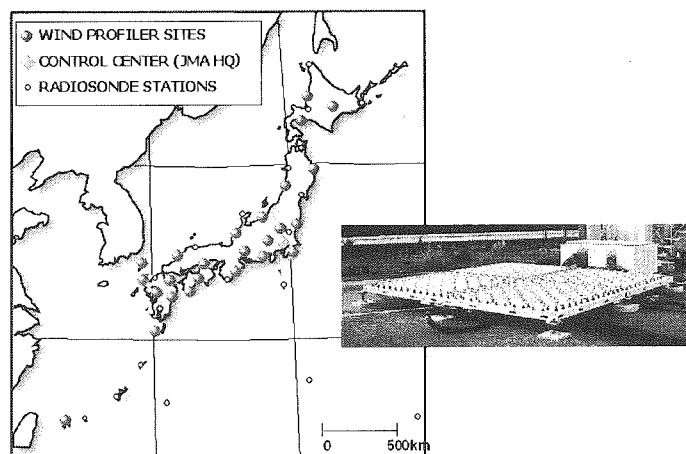 WIND PROFILER SITES
CONTROL CENTER (JMA HQ)
RADIOSONDE STATIONS
0 500km